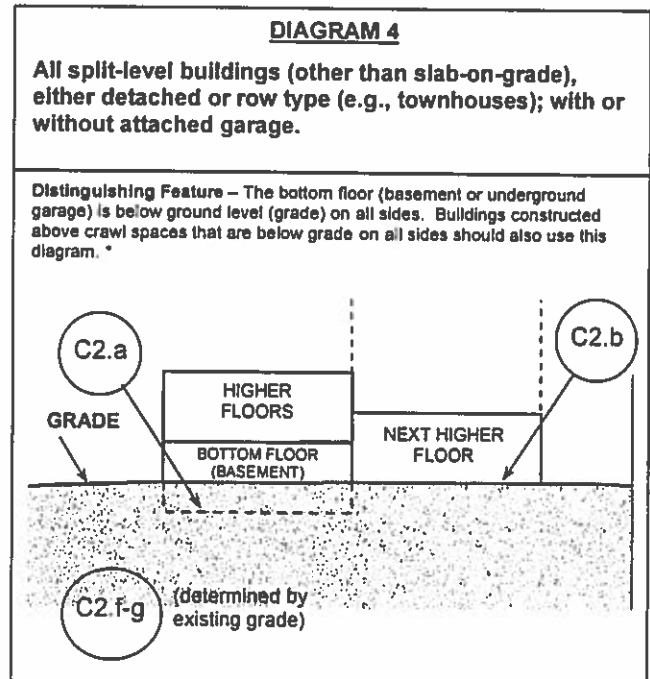 DIAGRAM 4
All split-level buildings (other than slab-on-grade),
either detached or row type (e.g., townhouses); with or
without attached garage.
Distinguishing Feature – The bottom floor (basement or underground
garage) is below ground level (grade) on all sides. Buildings constructed
above crawl spaces that are below grade on all sides should also use this
diagram. *
C2.a
C2.b
HIGHER
FLOORS
GRADE
NEXT HIGHER
FLOOR
BOTTOM FLOOR
(BASEMENT)
C2.f-g
(determined by
existing grade)